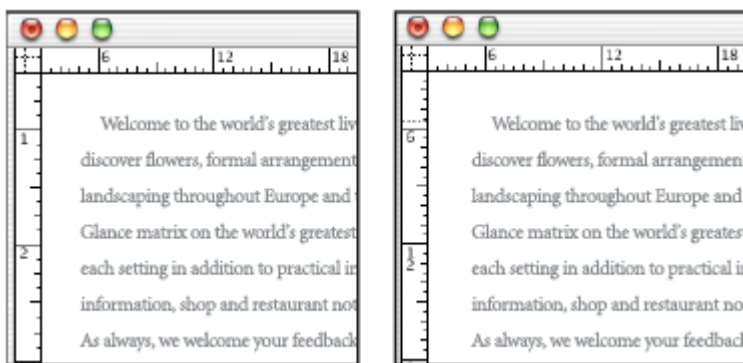 6 12 18
1
2
Welcome to the world's greatest liv
discover flowers, formal arrangement
landscaping throughout Europe and
Glance matrix on the world's greatest
each setting in addition to practical in
information, shop and restaurant not
As always, we welcome your feedback
6 12 18
6
12
Welcome to the world's greatest liv
discover flowers, formal arrangemen
landscaping throughout Europe and
Glance matrix on the world's greates
each setting in addition to practical i
information, shop and restaurant no
As always, we welcome your feedbacl